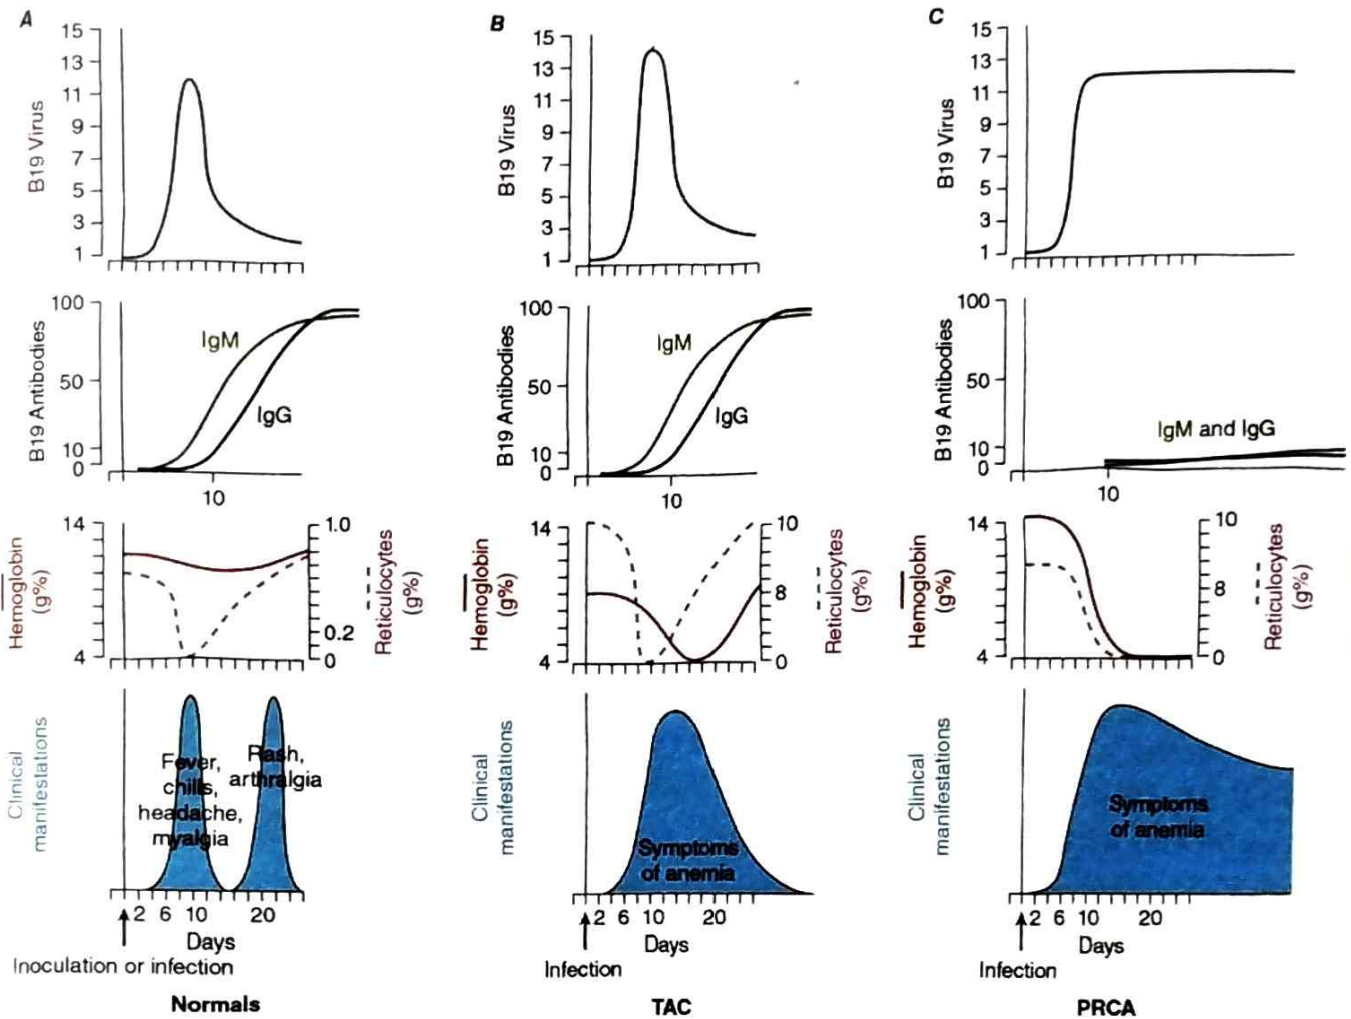 A
15
13
11
9
7
5
3
1
B19 Virus
100
50
10
0
B19 Antibodies
IgM
IgG
10
14
4
Hemoglobin
(g%)
1.0
0.2
0
Reticulocytes
(g%)
Clinical
manifestations
Fever,
chills,
headache,
myalgia
Rash,
arthralgia
2 6 10 20
Days
Inoculation or infection
Normals
B
15
13
11
9
7
5
3
1
B19 Virus
100
50
10
0
B19 Antibodies
IgM
IgG
10
14
4
Hemoglobin
(g%)
10
8
0
Reticulocytes
(g%)
Clinical
manifestations
Symptoms
of anemia
2 6 10 20
Days
Infection
TAC
C
15
13
11
9
7
5
3
1
B19 Virus
100
50
10
0
B19 Antibodies
IgM and IgG
10
14
4
Hemoglobin
(g%)
10
8
0
Reticulocytes
(g%)
Clinical
manifestations
Symptoms
of anemia
2 6 10 20
Days
Infection
PRCA